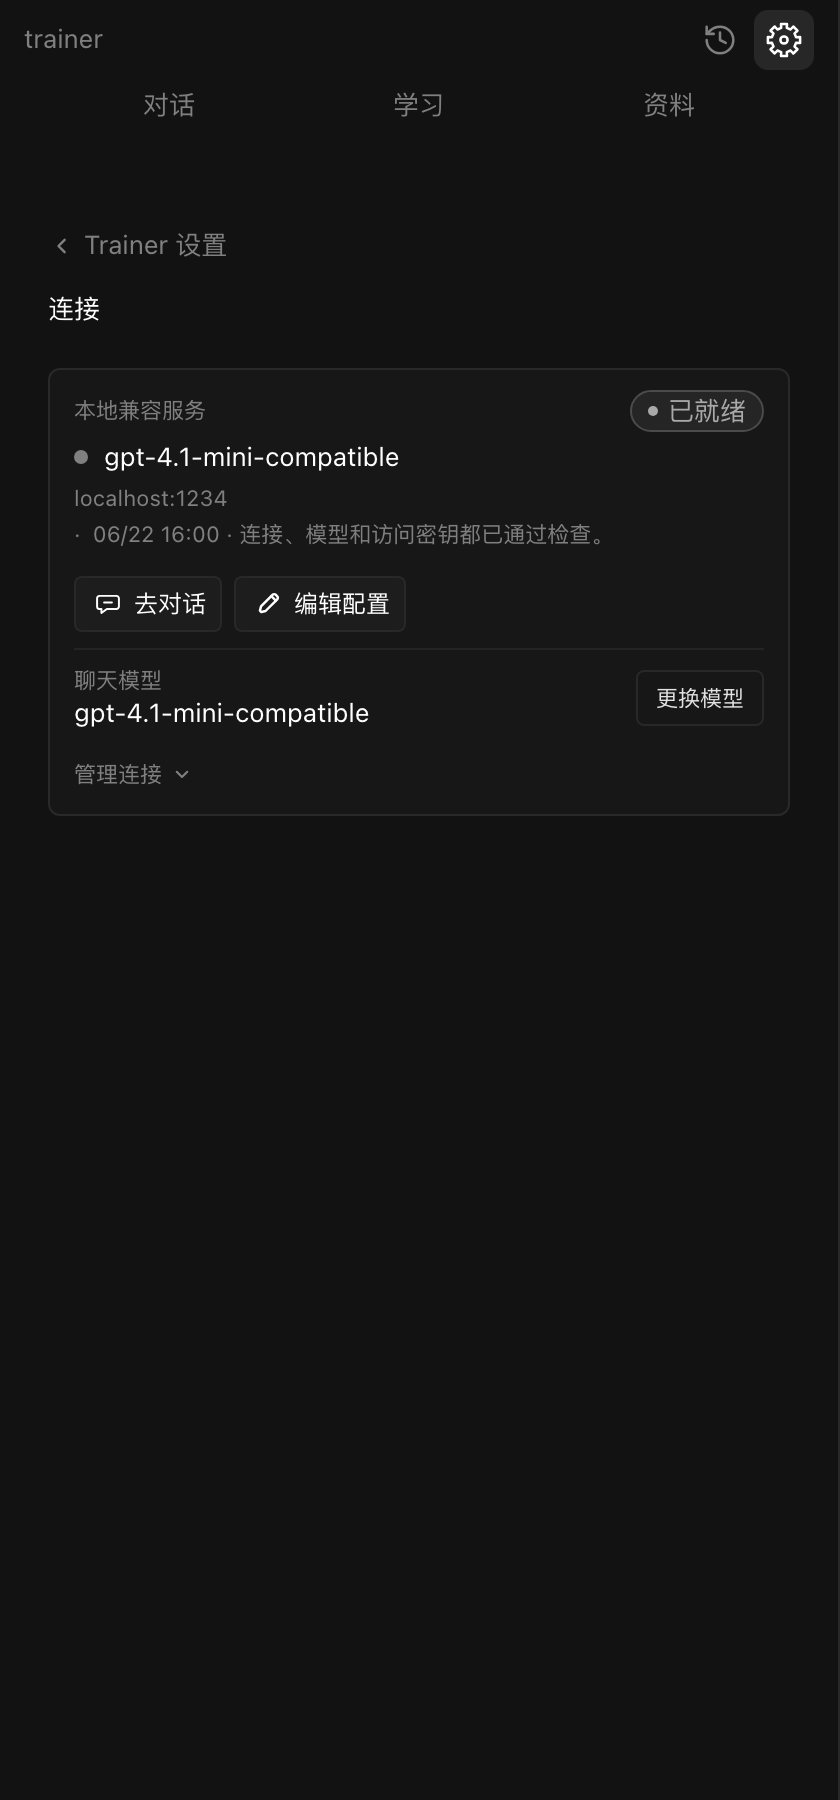 trainer
对话 学习 资料
Trainer 设置
连接
本地兼容服务 已就绪
gpt-4.1-mini-compatible
localhost:1234
· 06/22 16:00 · 连接、模型和访问密钥都已通过检查。
去对话 编辑配置
聊天模型
gpt-4.1-mini-compatible
更换模型
管理连接